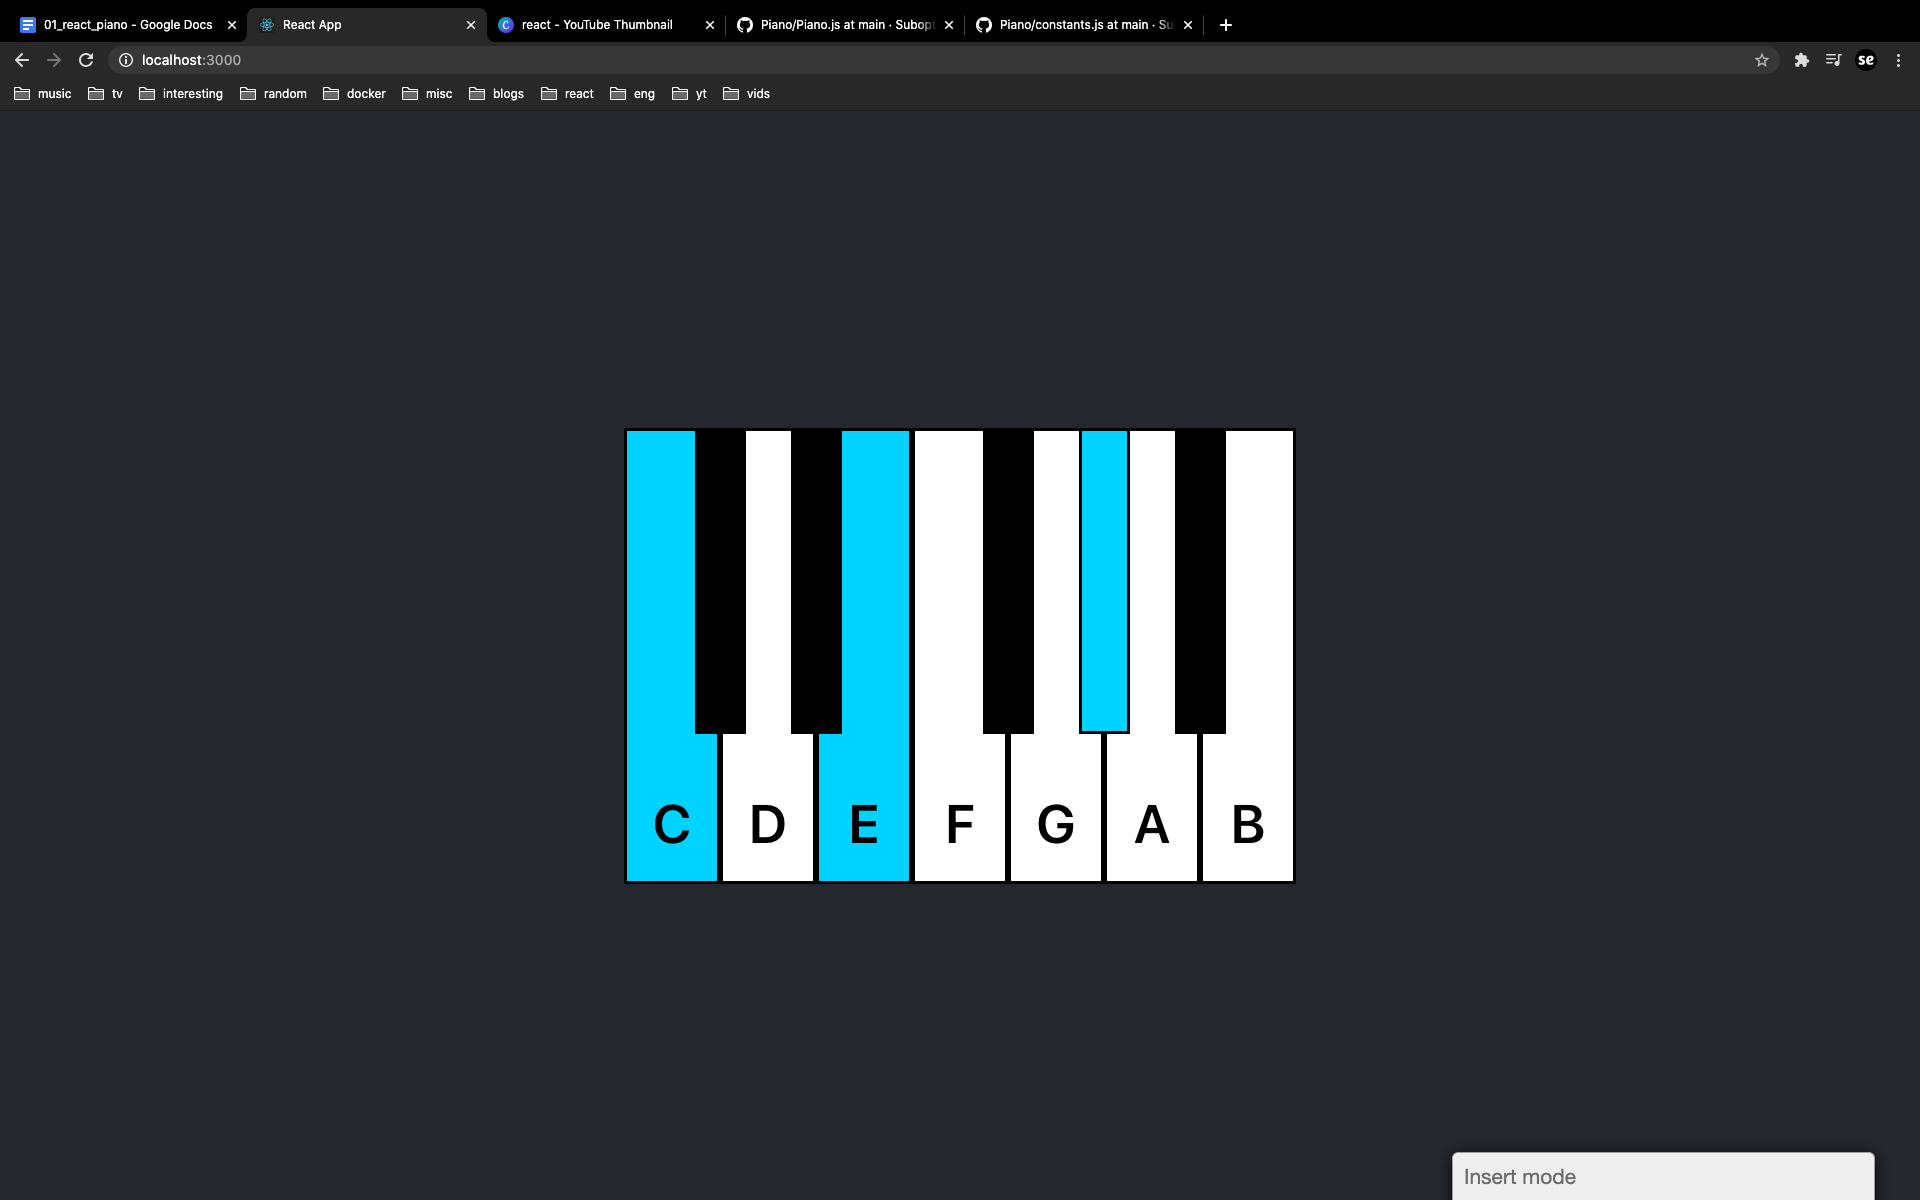 01_react_piano - Google Docs
React App
react - YouTube Thumbnail
Piano/Piano.js at main · Subopt
Piano/constants.js at main · Su
localhost:3000
se
music tv interesting random docker misc blogs react eng yt vids
C D E F G A B
Insert mode